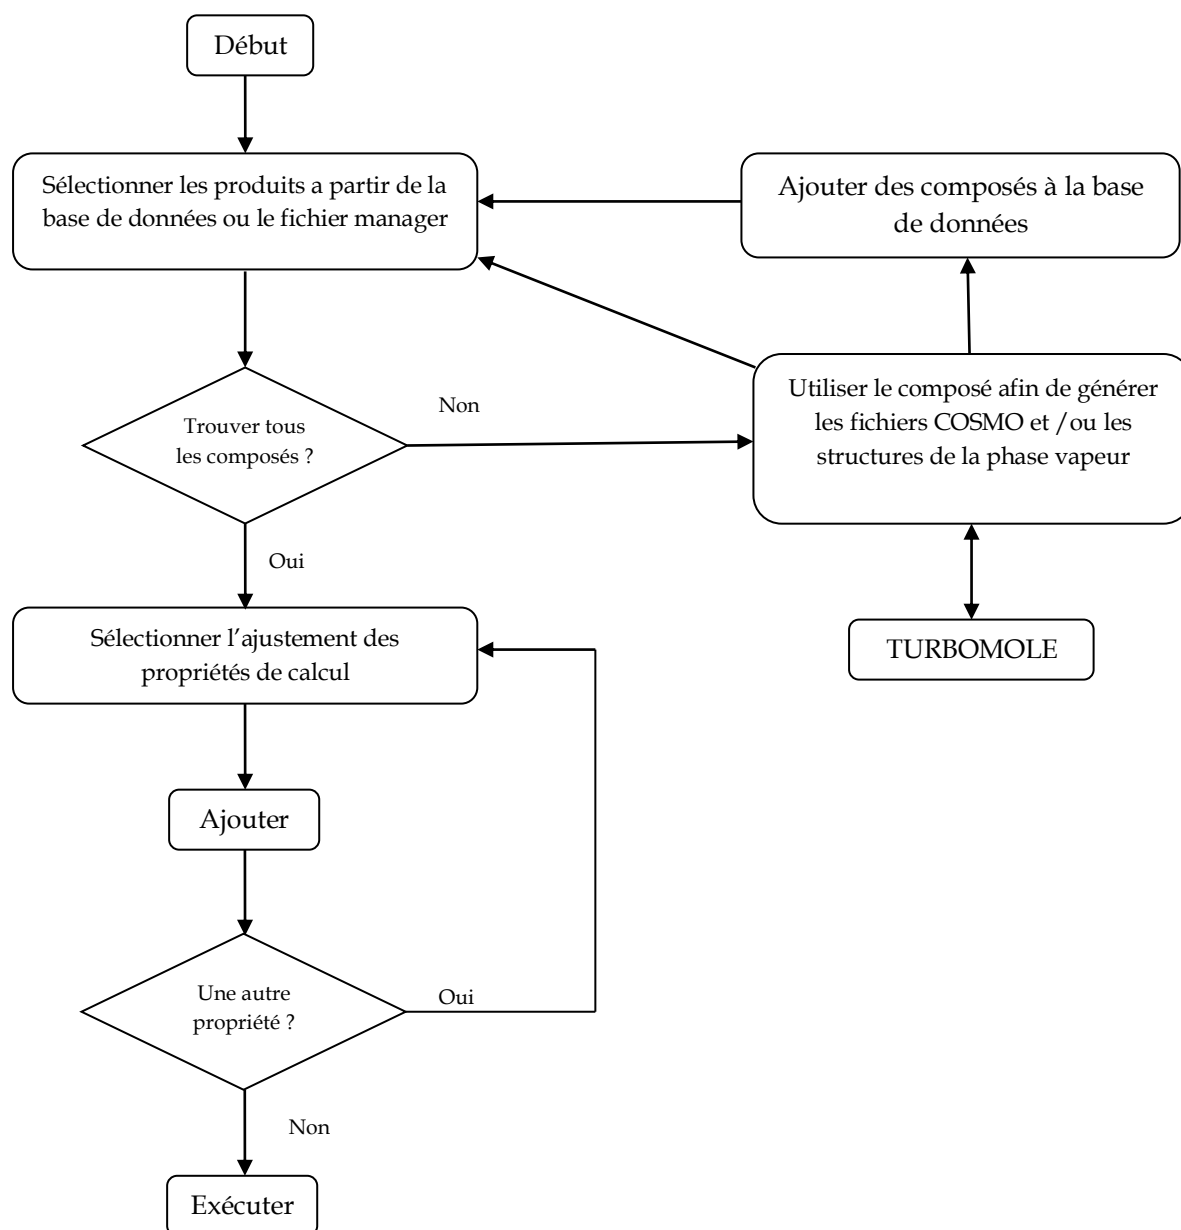 Début
Sélectionner les produits a partir de la
base de données ou le fichier manager
Ajouter des composés à la base
de données
Utiliser le composé afin de générer
les fichiers COSMO et /ou les
structures de la phase vapeur
Non
Trouver tous
les composés ?
Oui
TURBOMOLE
Sélectionner l’ajustement des
propriétés de calcul
Ajouter
Une autre
propriété ?
Oui
Non
Exécuter